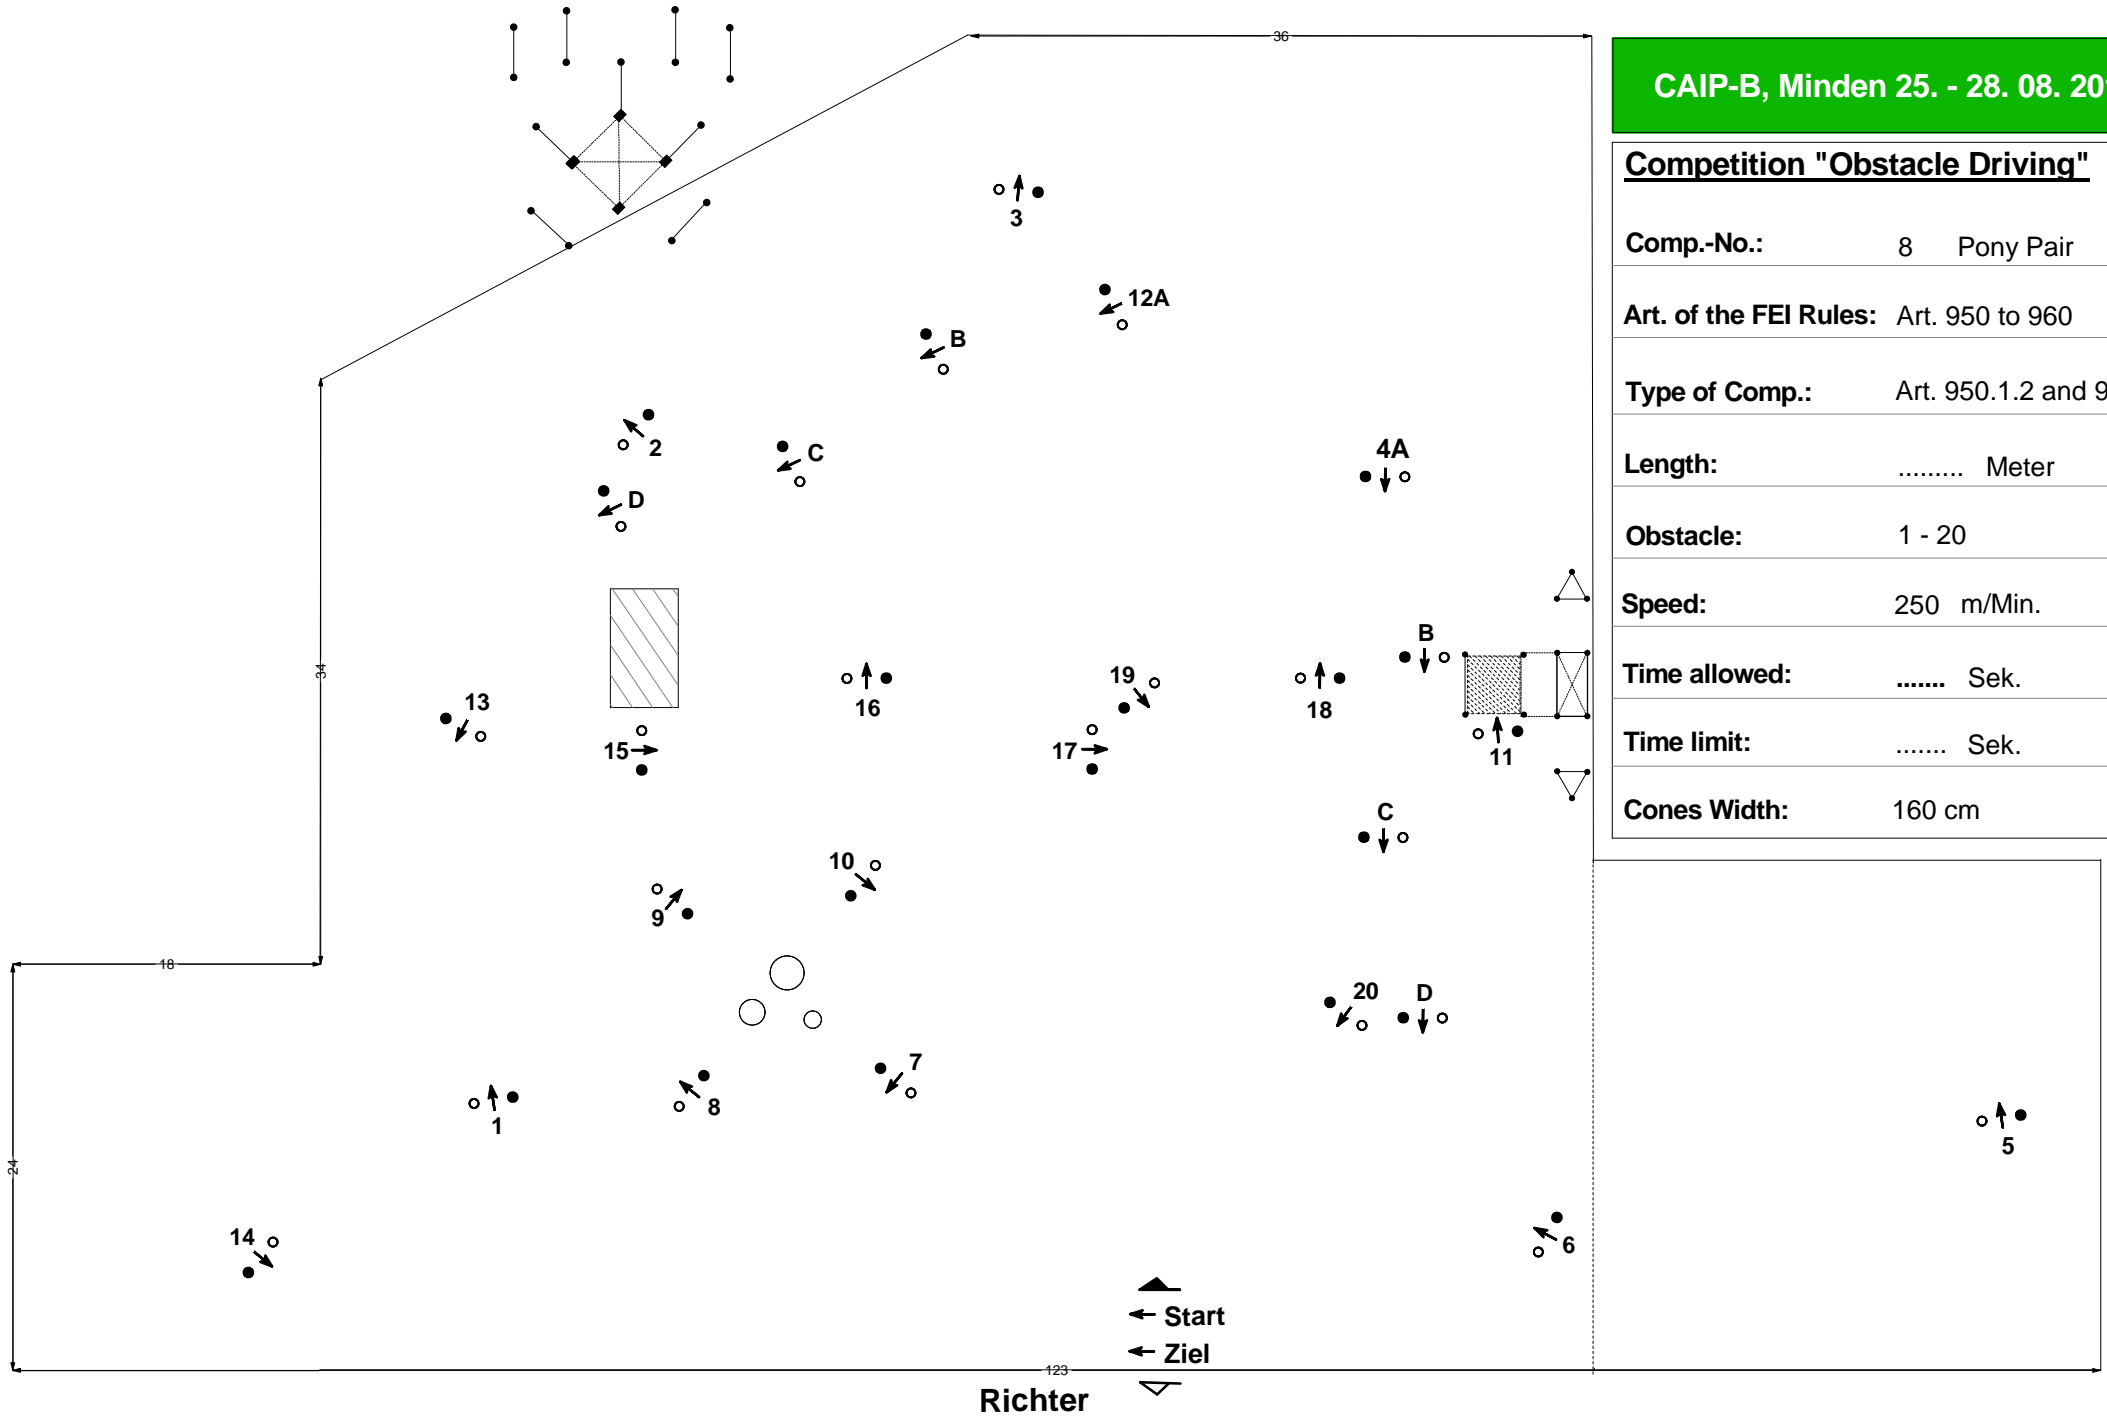 36
CAIP-B, Minden 25. - 28. 08. 20
Competition "Obstacle Driving"
Comp.-No.: 8 Pony Pair
Art. of the FEI Rules: Art. 950 to 960
Type of Comp.: Art. 950.1.2 and 9
Length: ......... Meter
Obstacle: 1 - 20
Speed: 250 m/Min.
Time allowed: ....... Sek.
Time limit: ....... Sek.
Cones Width: 160 cm
3
12A
B
2
C
4A
D
34
B
13
19
16
18
15
17
11
C
10
9
18
20
D
7
8
1
5
24
14
6
Start
Ziel
123
Richter